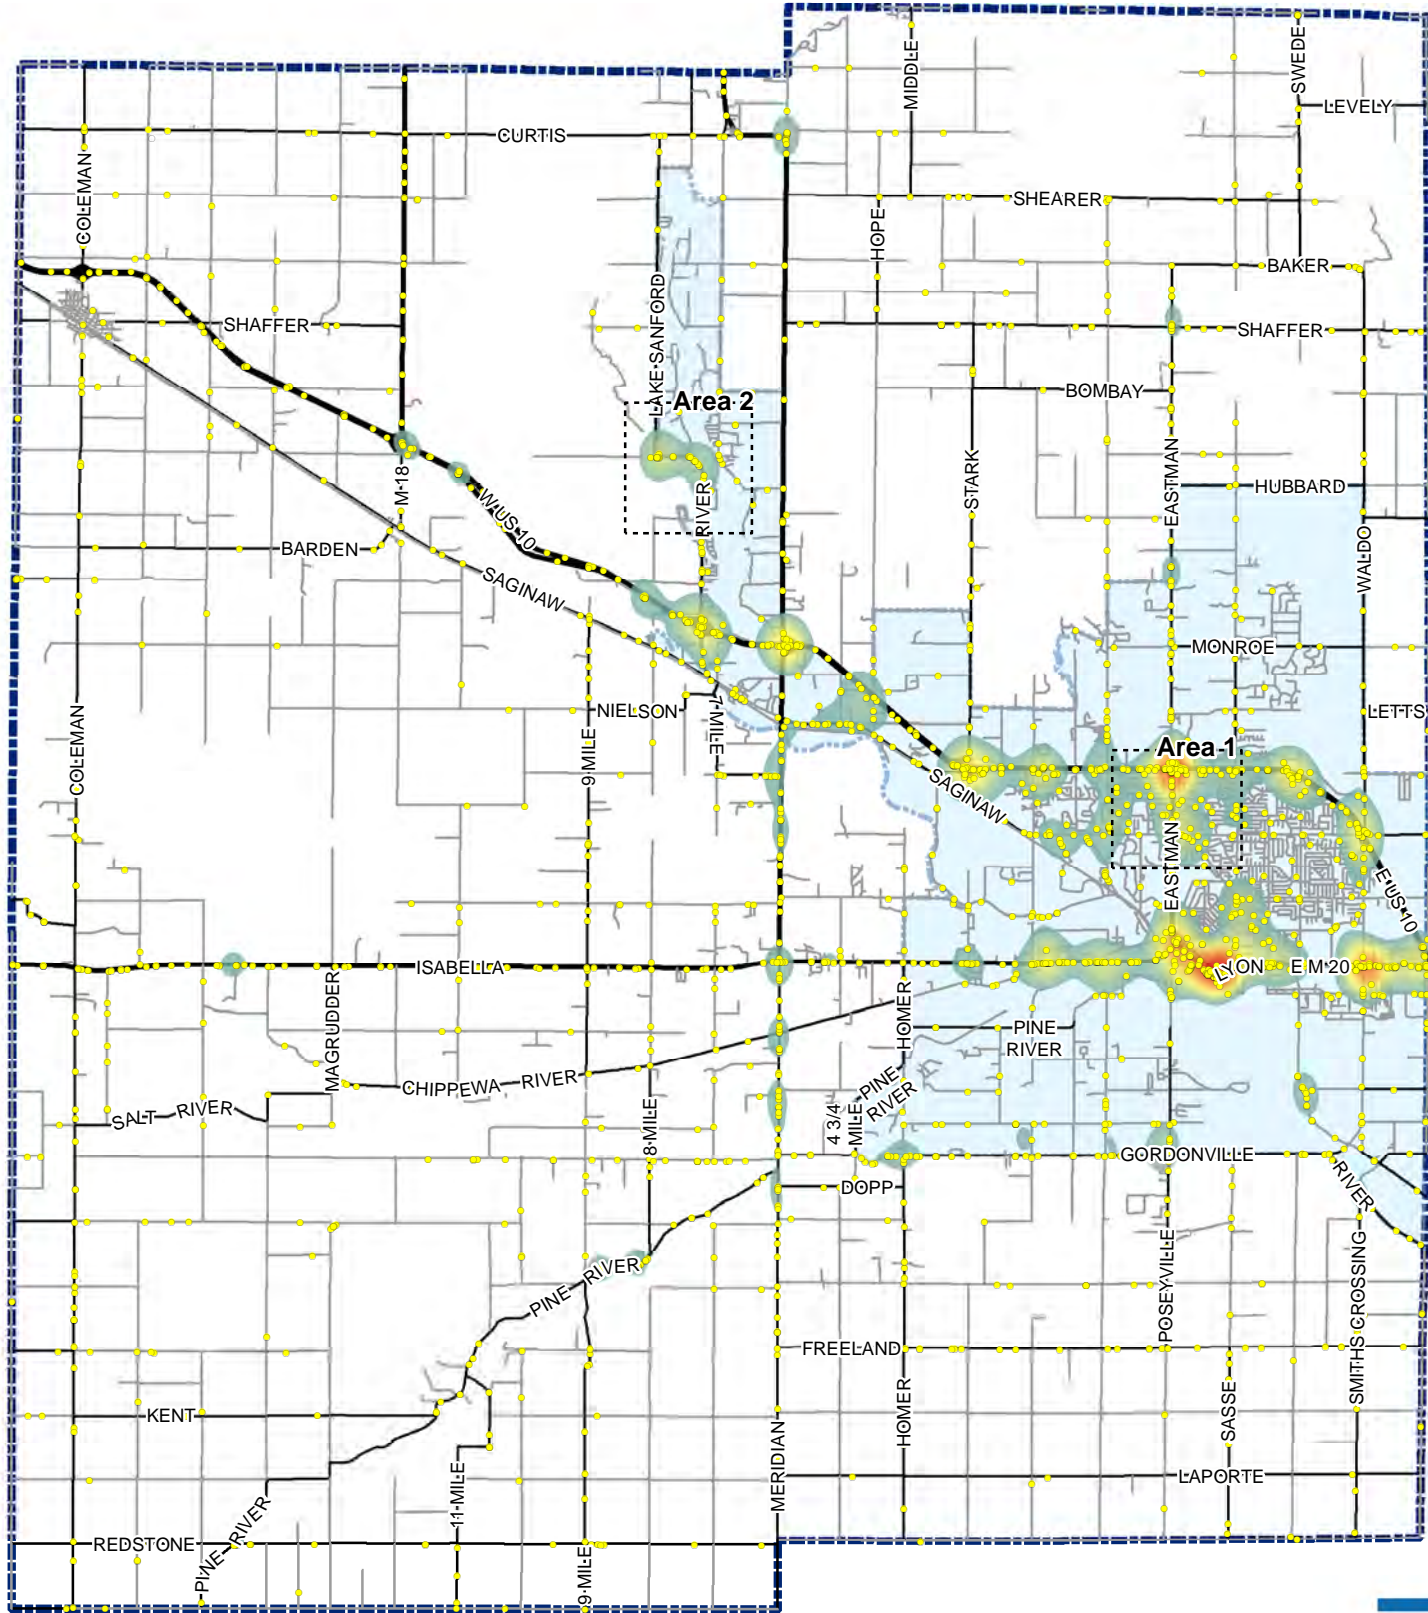 MIDDLE
SWEDE
LEVELY
CURTIS
COLEMAN
SHEARER
HOPE
BAKER
LAKE SANFORD
SHAFFER
SHAFFER
BOMBAY
Area 2
M-18
STARK
EASTMAN
HUBBARD
RIVER
W US 10
WALDO
BARDEN
SAGINAW
MONROE
NIELSON
7 MILE
LETTS
COLEMAN
9 MILE
Area 1
SAGINAW
EASTMAN
E US 10
ISABELLA
LYON
E M 20
MAGRUDDER
HOMER
PINE
RIVER
CHIPPEWA RIVER
SALT RIVER
8 MILE
4 3/4
MILE
PINE
RIVER
GORDONVILLE
DOPP
RIVER
POSEYVILLE
SMITHS CROSSING
PINE RIVER
FREELAND
KENT
HOMER
SASSE
MERIDIAN
LAPORTE
11 MILE
PINE RIVER
REDSTONE
9 MILE